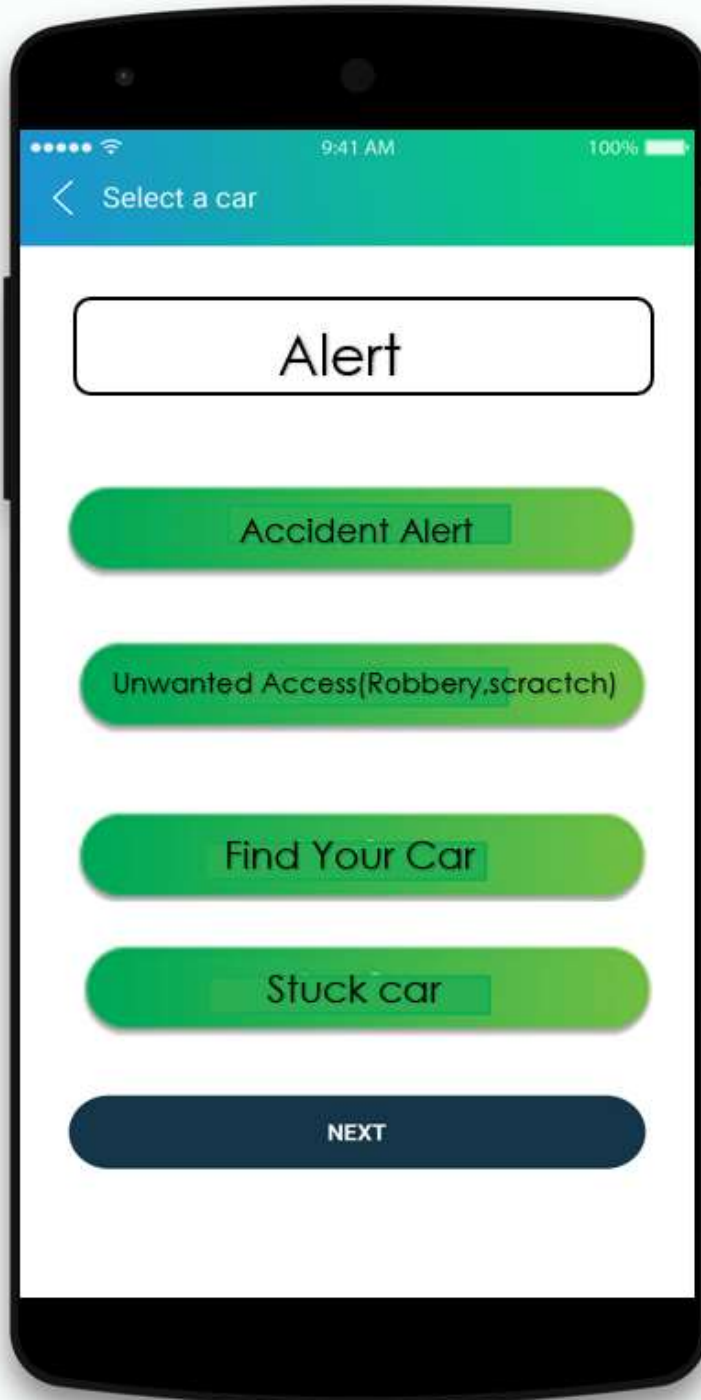 9:41 AM 100%
Select a car
Alert
Accident Alert
Unwanted Access(Robbery,scractch)
Find Your Car
Stuck car
NEXT